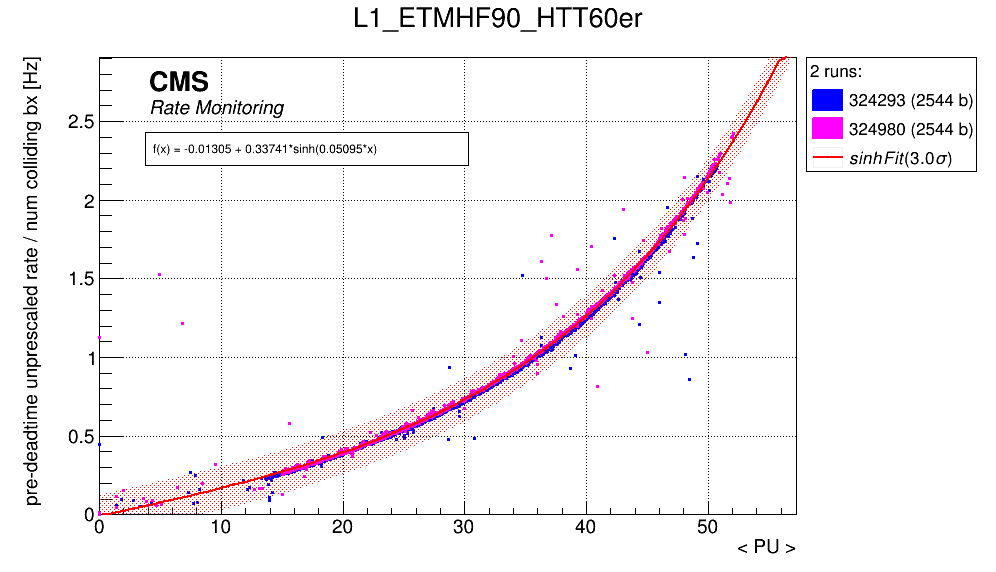 L1_ETMHF90_HTT60er
pre-deadtime unprescaled rate / num colliding bx [Hz]
CMS
Rate Monitoring
f(x) = -0.01305 + 0.33741*sinh(0.05095*x)
2.5
2
1.5
1
0.5
0
0 10 20 30 40 50
< PU >
2 runs:
324293 (2544 b)
324980 (2544 b)
sinhFit(3.0σ)